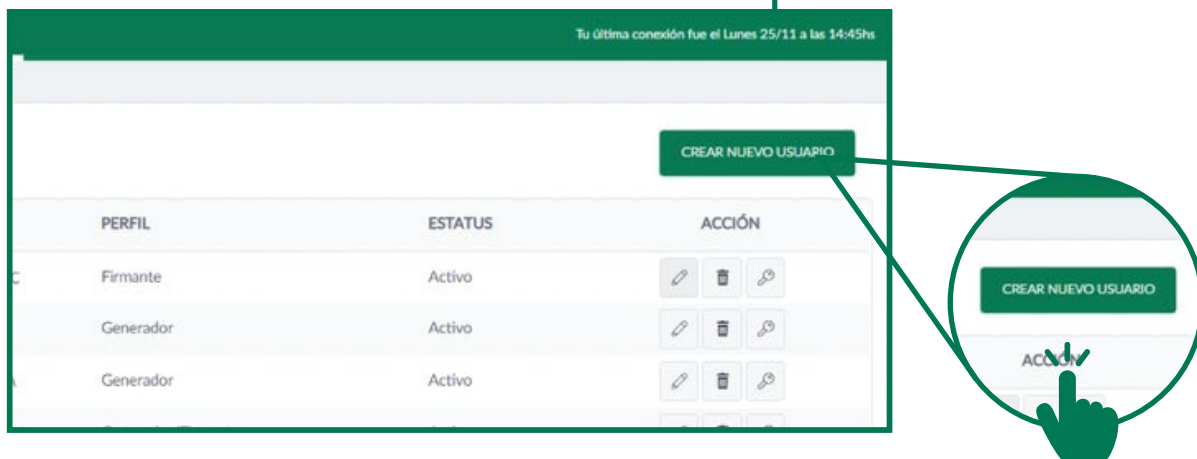 Tu última conexión fue el Lunes 25/11 a las 14:45hs
CREAR NUEVO USUARIO
PERFIL ESTATUS ACCIÓN
C Firmante Activo
Generador Activo
Generador Activo
CREAR NUEVO USUARIO
ACCIÓN